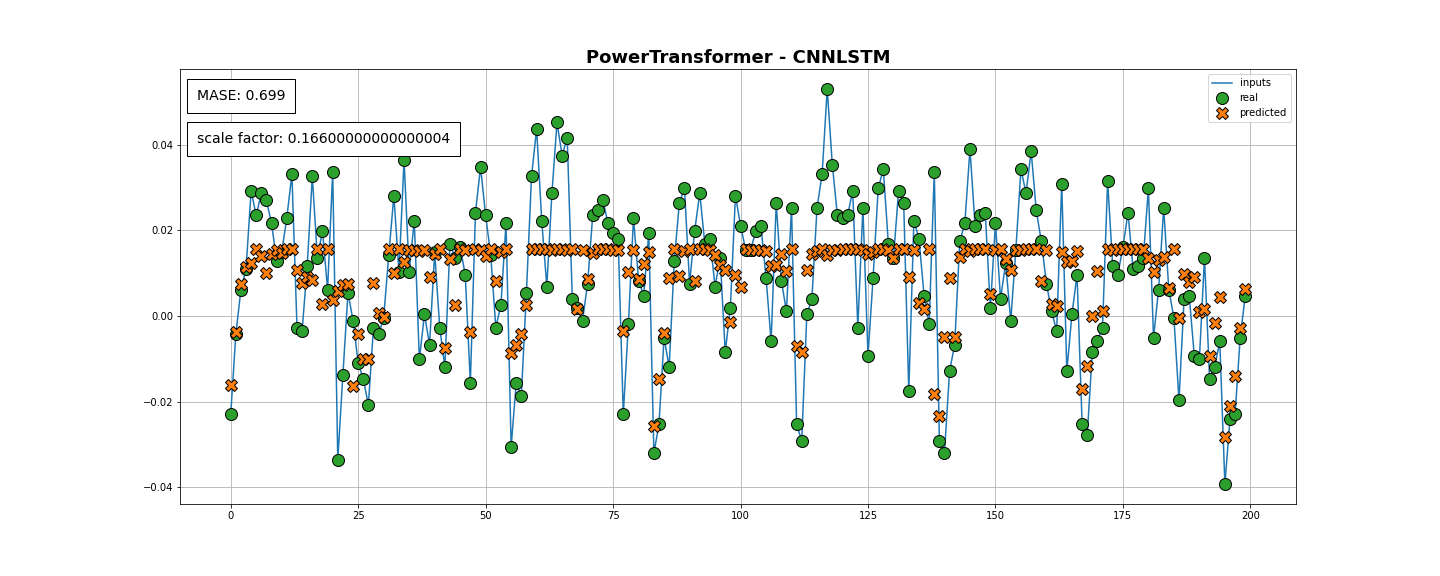 PowerTransformer - CNNLSTM
MASE: 0.699
scale factor: 0.16600000000000004
inputs
real
predicted
0.04
0.02
0.00
−0.02
−0.04
0 25 50 75 100 125 150 175 200